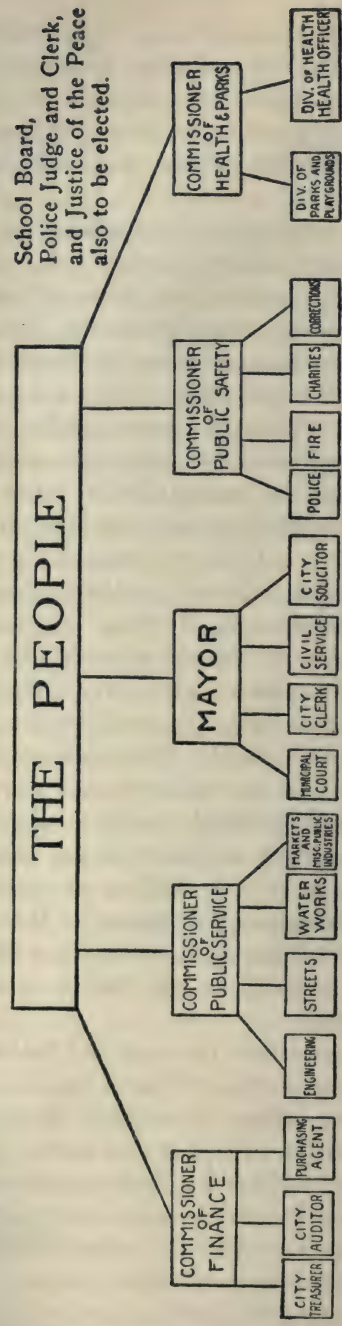 School Board,
Police Judge and Clerk,
and Justice of the Peace
also to be elected.
THE PEOPLE
COMMISSIONER
OF
FINANCE
COMMISSIONER
OF
PUBLIC SERVICE
MAYOR
COMMISSIONER
OF
PUBLIC SAFETY
COMMISSIONER
OF
HEALTH & PARKS
CITY
TREASURER
CITY
AUDITOR
PURCHASING
AGENT
ENGINEERING
STREETS
WATER
WORKS
MARKETS
AND
MISC. PUBLIC
INDUSTRIES
MUNICIPAL
COURT
CITY
CLERK
CIVIL
SERVICE
CITY
SOLICITOR
POLICE
FIRE
CHARITIES
CORRECTIONS
DIV. OF
PARKS AND
PLAYGROUNDS
DIV. OF HEALTH
HEALTH OFFICER